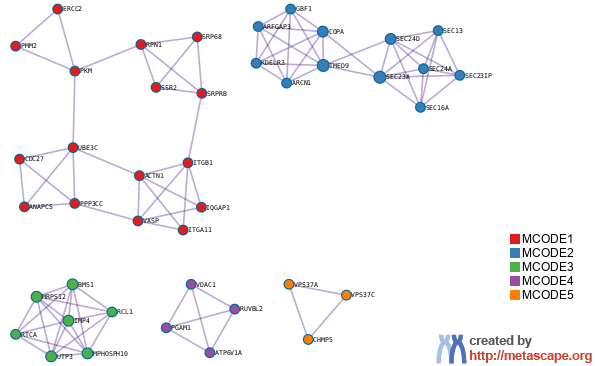 ERCC2
PMM2
PKM
RPN1
SRP68
SSR2
SRPRB
GBF1
ARFGAP3
COPA
KDELR3
TMED9
ARCN1
SEC24D
SEC13
SEC24A
SEC23A
SEC23IP
SEC16A
UBE3C
CDC27
ANAPC5
PPP3CC
ACTN1
ITGB1
VASP
IQGAP1
ITGA11
BMS1
MRPS12
RCL1
IMP4
UTP3
MPHOSPH10
VDAC1
RUVBL2
PGAM1
ATP6V1A
VPS37A
VPS37C
CHMP5
MCODE1
MCODE2
MCODE3
MCODE4
MCODE5
created by
http://metascape.org